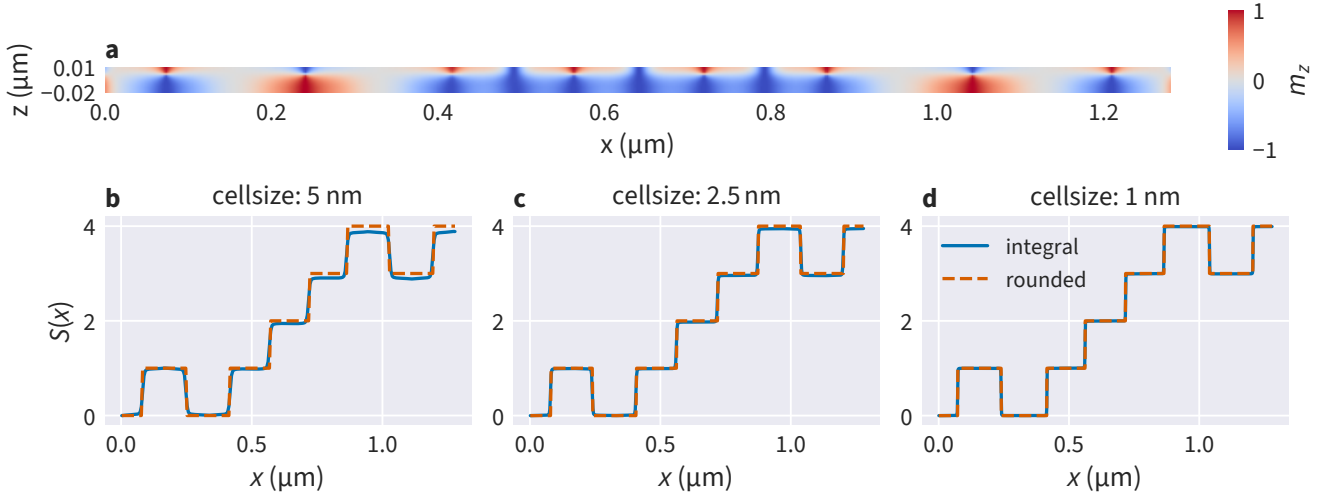 a
z (μm)
0.01
−0.02
0.0 0.2 0.4 0.6 0.8 1.0 1.2
x (μm)
1
0
−1
m_z
b cellsize: 5 nm
c cellsize: 2.5 nm
d cellsize: 1 nm
S(x)
4
2
0
0.0 0.5 1.0
x (μm)
4
2
0
0.0 0.5 1.0
x (μm)
4
2
0
integral
rounded
0.0 0.5 1.0
x (μm)